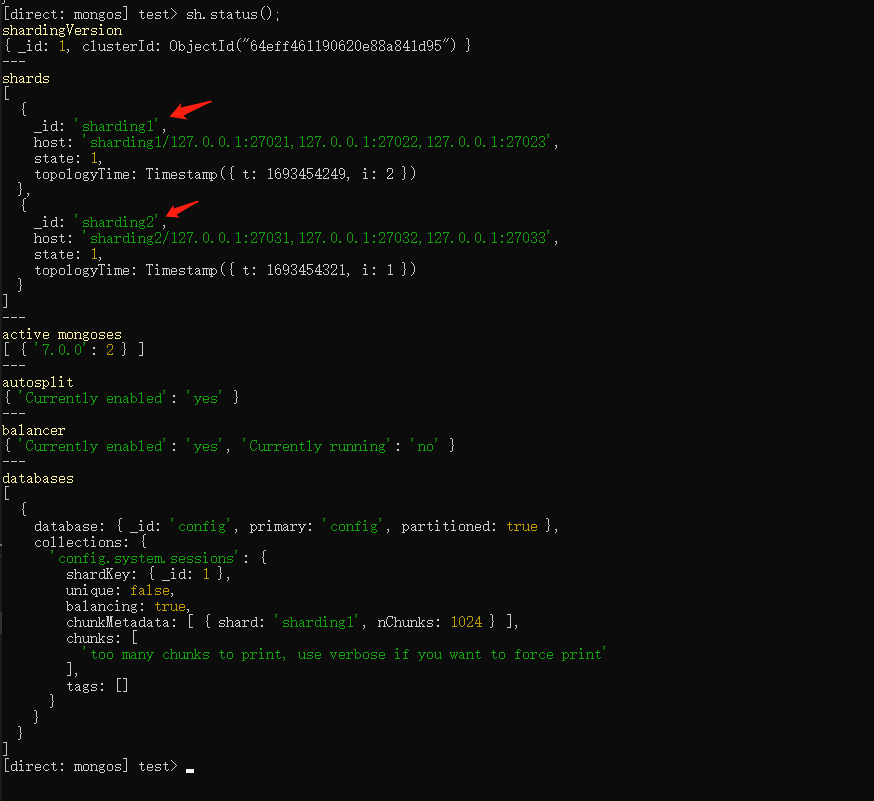 [direct: mongos] test> sh.status();
shardingVersion
{ _id: 1, clusterId: ObjectId("64eff461190620e88a841d95") }
---
shards
[
  {
    _id: 'sharding1',
    host: 'sharding1/127.0.0.1:27021,127.0.0.1:27022,127.0.0.1:27023',
    state: 1,
    topologyTime: Timestamp({ t: 1693454249, i: 2 })
  },
  {
    _id: 'sharding2',
    host: 'sharding2/127.0.0.1:27031,127.0.0.1:27032,127.0.0.1:27033',
    state: 1,
    topologyTime: Timestamp({ t: 1693454321, i: 1 })
  }
]
---
active mongoses
[ { '7.0.0': 2 } ]
---
autosplit
{ 'Currently enabled': 'yes' }
---
balancer
{ 'Currently enabled': 'yes', 'Currently running': 'no' }
---
databases
[
  {
    database: { _id: 'config', primary: 'config', partitioned: true },
    collections: {
      'config.system.sessions': {
        shardKey: { _id: 1 },
        unique: false,
        balancing: true,
        chunkMetadata: [ { shard: 'sharding1', nChunks: 1024 } ],
        chunks: [
          'too many chunks to print, use verbose if you want to force print'
        ],
        tags: []
      }
    }
  }
]
[direct: mongos] test>